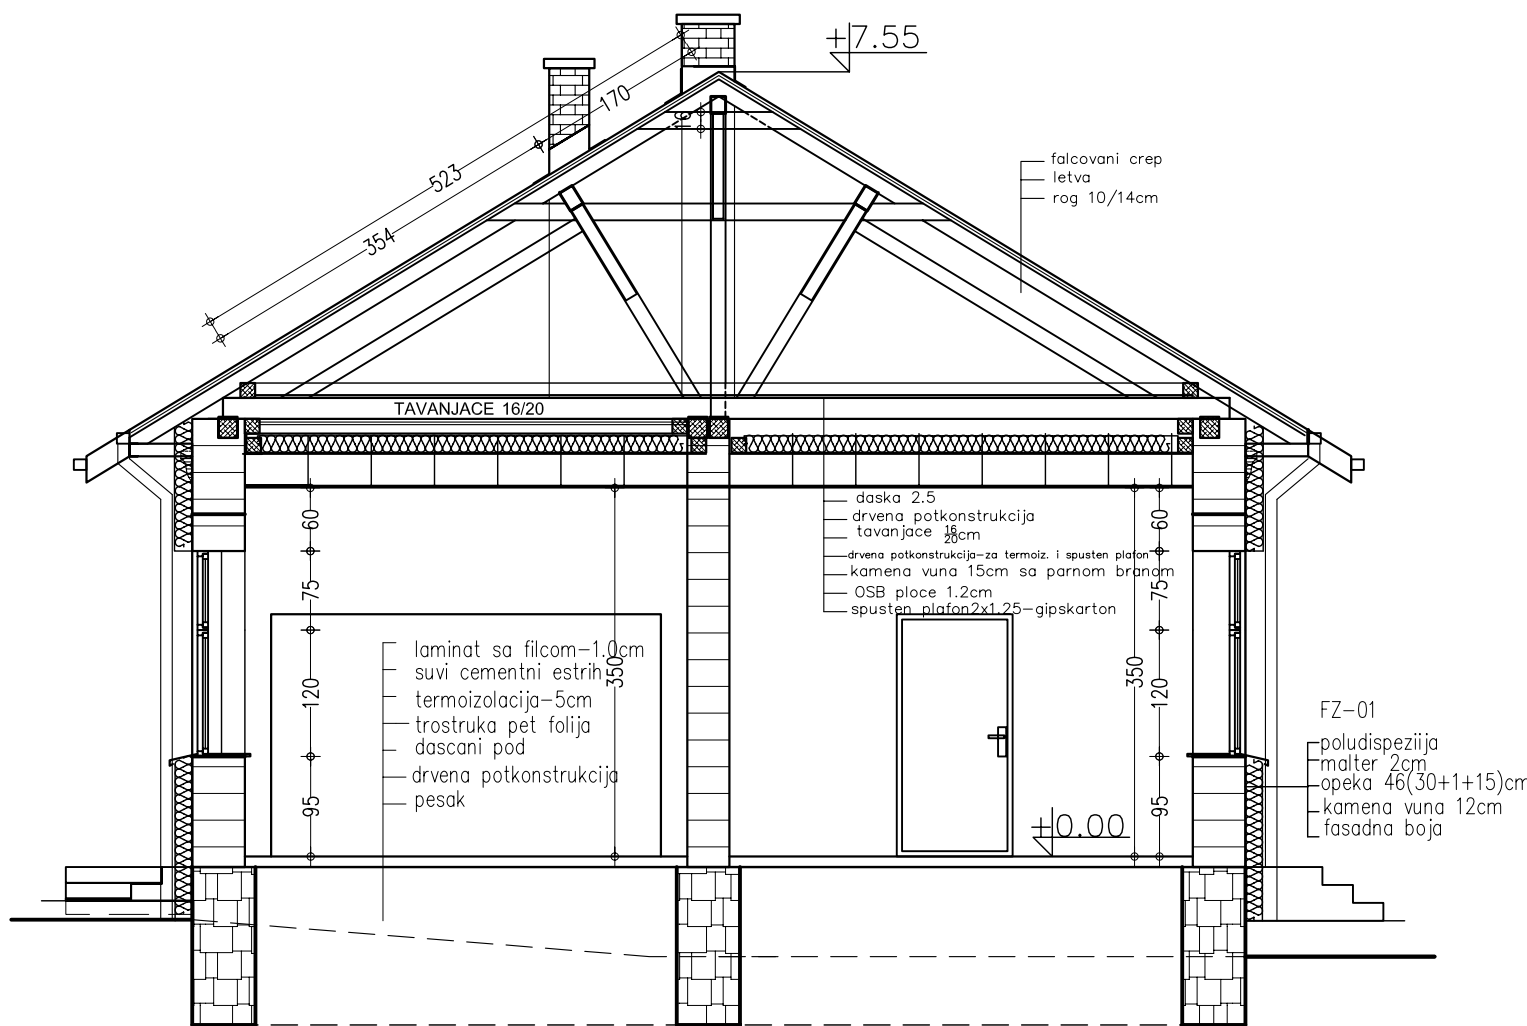 +7.55
170
523
354
19
falcovani crep
letva
rog 10/14cm
TAVANJACE 16/20
daska 2.5
drvena potkonstrukcija
tavanjace 16/20cm
drvena potkonstrukcija-za termoiz. i spusten plafon
kamena vuna 15cm sa parnom branom
OSB ploce 1.2cm
spusten plafon2x1.25-gipskarton
60
75
120
95
350
laminat sa filcom-1.0cm
suvi cementni estrih
termoizolacija-5cm
trostruka pet folija
dascani pod
drvena potkonstrukcija
pesak
350
60
75
120
95
+0.00
FZ-01
poludispeziija
malter 2cm
opeka 46(30+1+15)cm
kamena vuna 12cm
fasadna boja